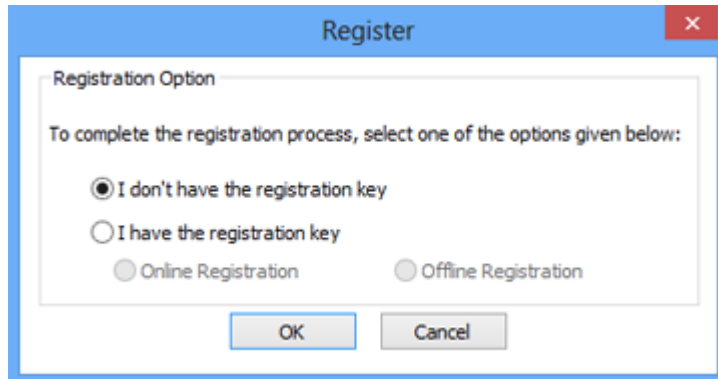 Register
Registration Option
To complete the registration process, select one of the options given below:
I don't have the registration key
I have the registration key
Online Registration Offline Registration
OK Cancel